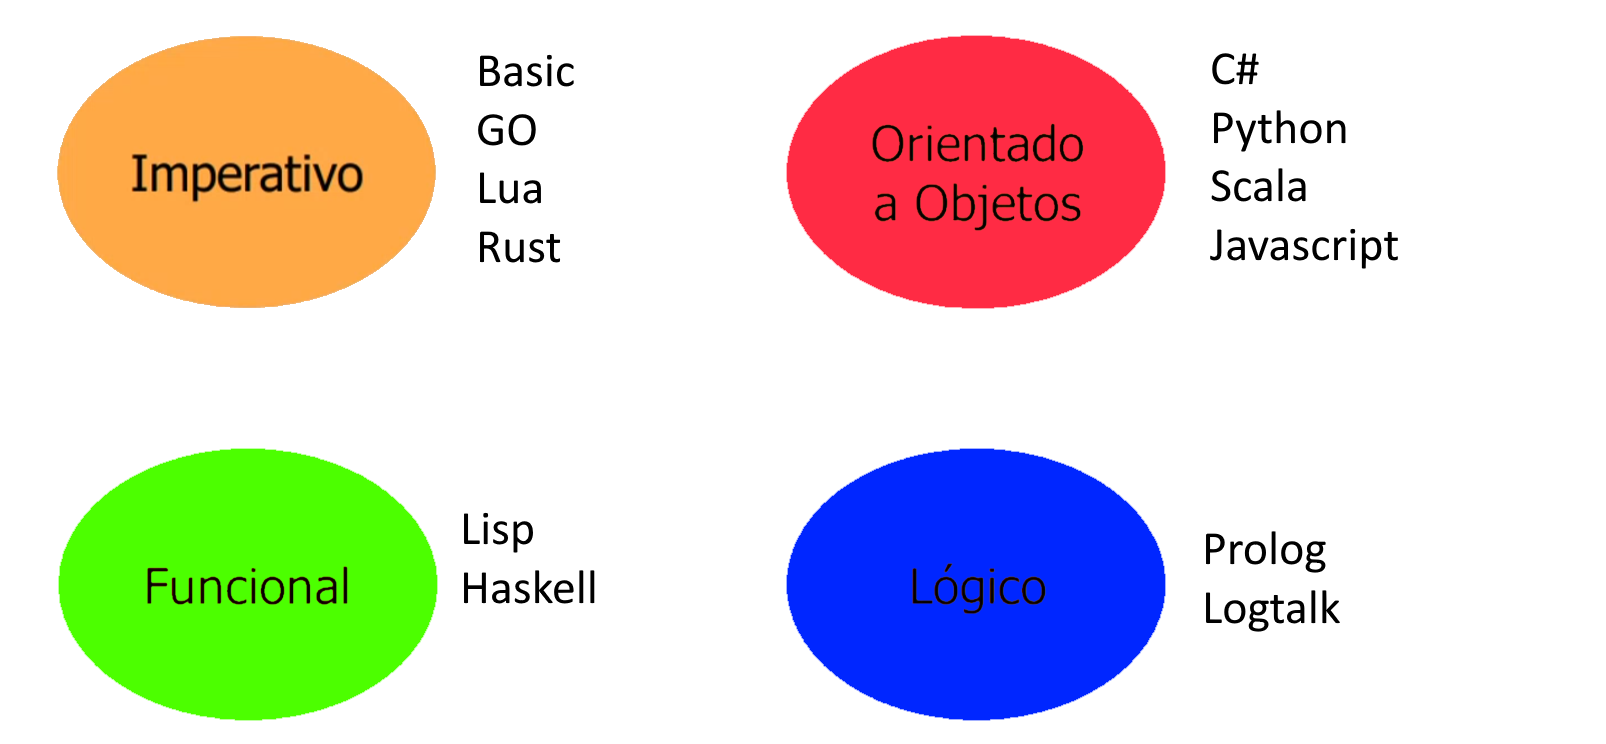 Imperativo
Basic
GO
Lua
Rust
Orientado
a Objetos
C#
Python
Scala
Javascript
Funcional
Lisp
Haskell
Lógico
Prolog
Logtalk